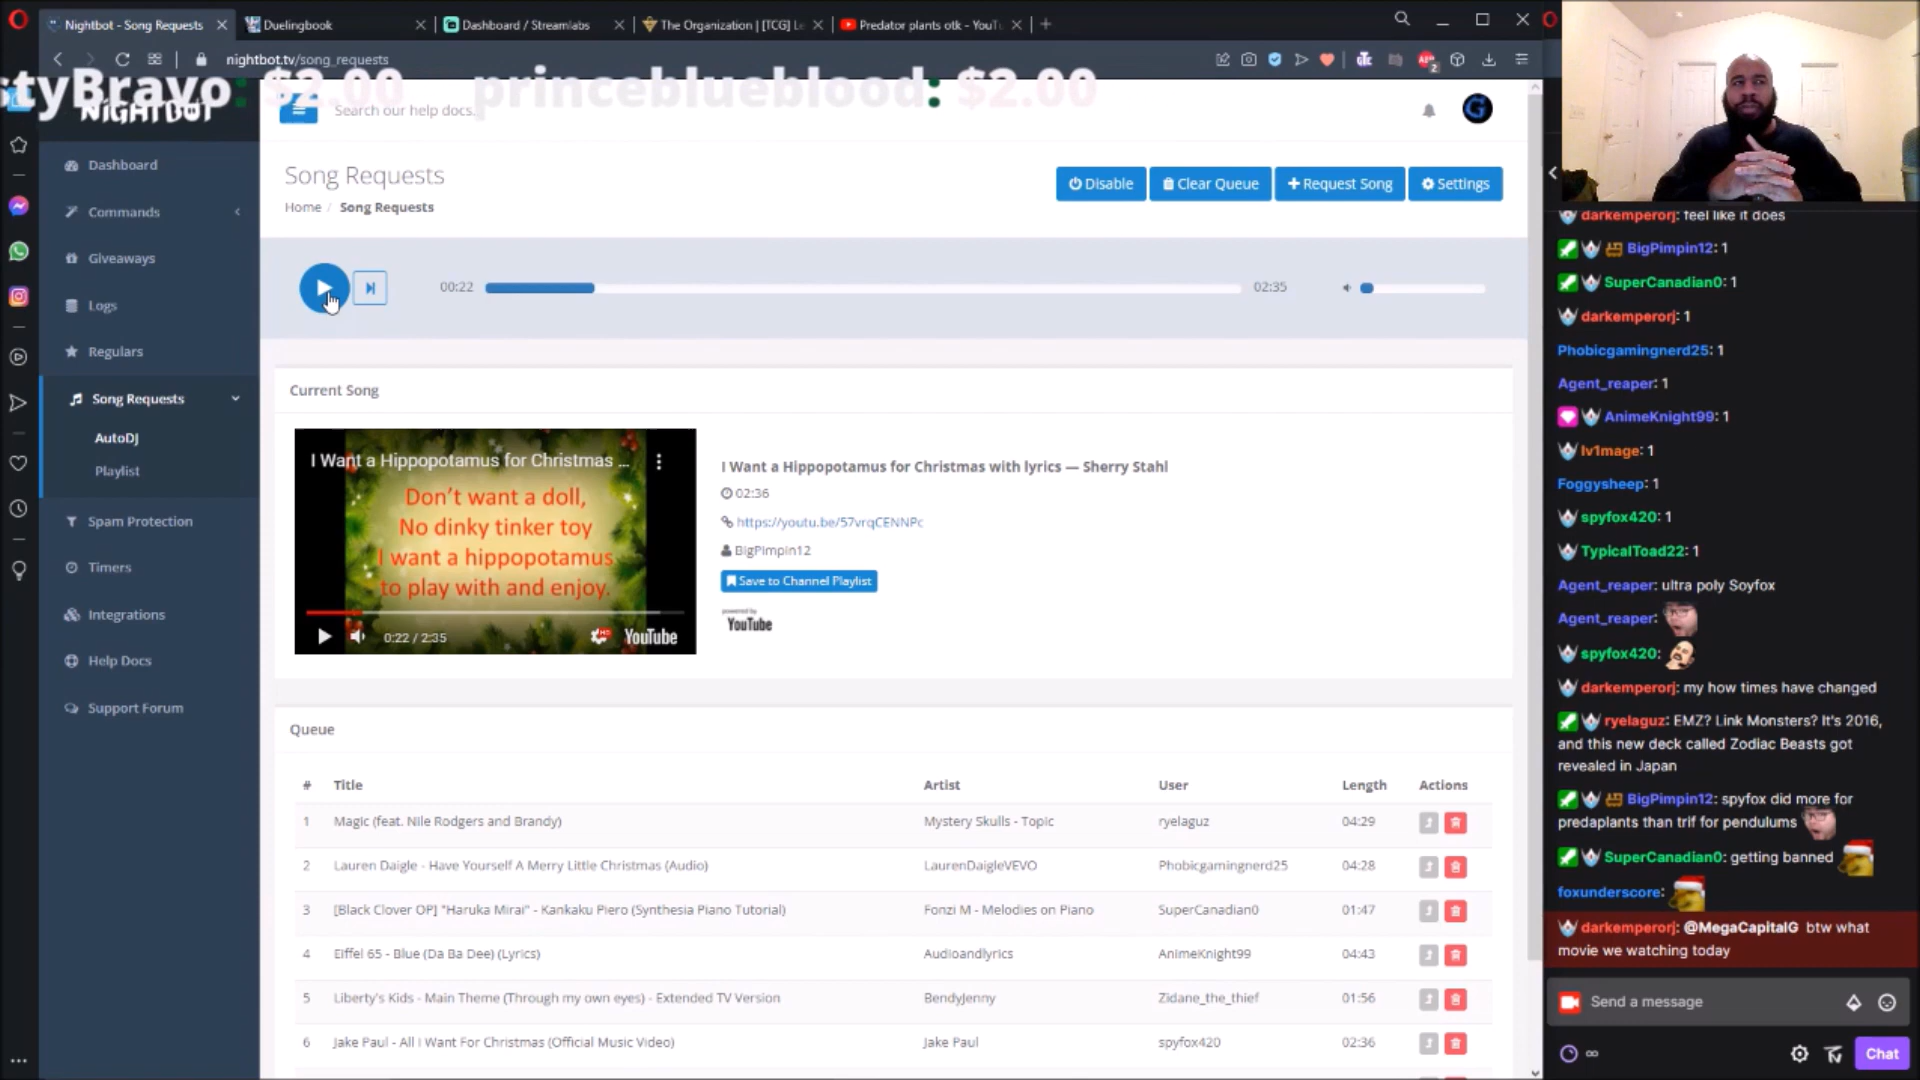 Nightbot - Song Requests
Duelingbook
Dashboard / Streamlabs
The Organization | [TCG] Le
Predator plants otk - YouTu
nightbot.tv/song_requests
styBravo: $2.00 princeblueblood: $2.00
NIGHTBOT
Search our help docs.
Dashboard
Commands
Giveaways
Logs
Regulars
Song Requests
AutoDJ
Playlist
Spam Protection
Timers
Integrations
Help Docs
Support Forum
Song Requests
Home / Song Requests
Disable
Clear Queue
Request Song
Settings
00:22
02:35
Current Song
I Want a Hippopotamus for Christmas ...
Don't want a doll,
No dinky tinker toy
I want a hippopotamus
to play with and enjoy.
0:22 / 2:35
YouTube
I Want a Hippopotamus for Christmas with lyrics — Sherry Stahl
02:36
https://youtu.be/57vrqCENNPc
BigPimpin12
Save to Channel Playlist
powered by
YouTube
Queue
# Title Artist User Length Actions
1 Magic (feat. Nile Rodgers and Brandy) Mystery Skulls - Topic ryelaguz 04:29
2 Lauren Daigle - Have Yourself A Merry Little Christmas (Audio) LaurenDaigleVEVO Phobicgamingnerd25 04:28
3 [Black Clover OP] "Haruka Mirai" - Kankaku Piero (Synthesia Piano Tutorial) Fonzi M - Melodies on Piano SuperCanadian0 01:47
4 Eiffel 65 - Blue (Da Ba Dee) (Lyrics) Audioandlyrics AnimeKnight99 04:43
5 Liberty's Kids - Main Theme (Through my own eyes) - Extended TV Version BendyJenny Zidane_the_thief 01:56
6 Jake Paul - All I Want For Christmas (Official Music Video) Jake Paul spyfox420 02:36
darkemperorj: feel like it does
BigPimpin12: 1
SuperCanadian0: 1
darkemperorj: 1
Phobicgamingnerd25: 1
Agent_reaper: 1
AnimeKnight99: 1
lv1mage: 1
Foggysheep: 1
spyfox420: 1
TypicalToad22: 1
Agent_reaper: ultra poly Soyfox
Agent_reaper:
spyfox420:
darkemperorj: my how times have changed
ryelaguz: EMZ? Link Monsters? It's 2016,
and this new deck called Zodiac Beasts got
revealed in Japan
BigPimpin12: spyfox did more for
predaplants than trif for pendulums
SuperCanadian0: getting banned
foxunderscore:
darkemperorj: @MegaCapitalG btw what
movie we watching today
Send a message
Chat